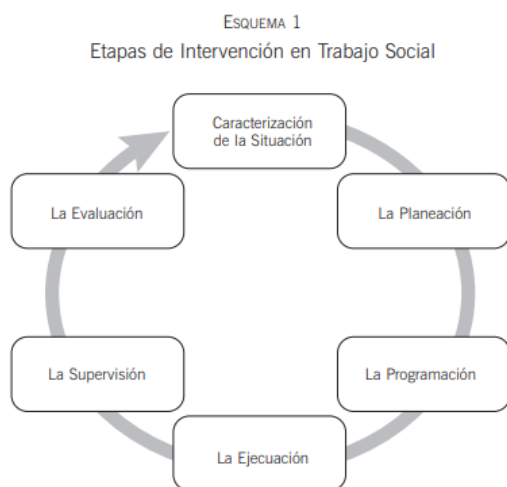 ESQUEMA 1
Etapas de Intervención en Trabajo Social
Caracterización
de la Situación
La Evaluación
La Planeación
La Supervisión
La Programación
La Ejecuación